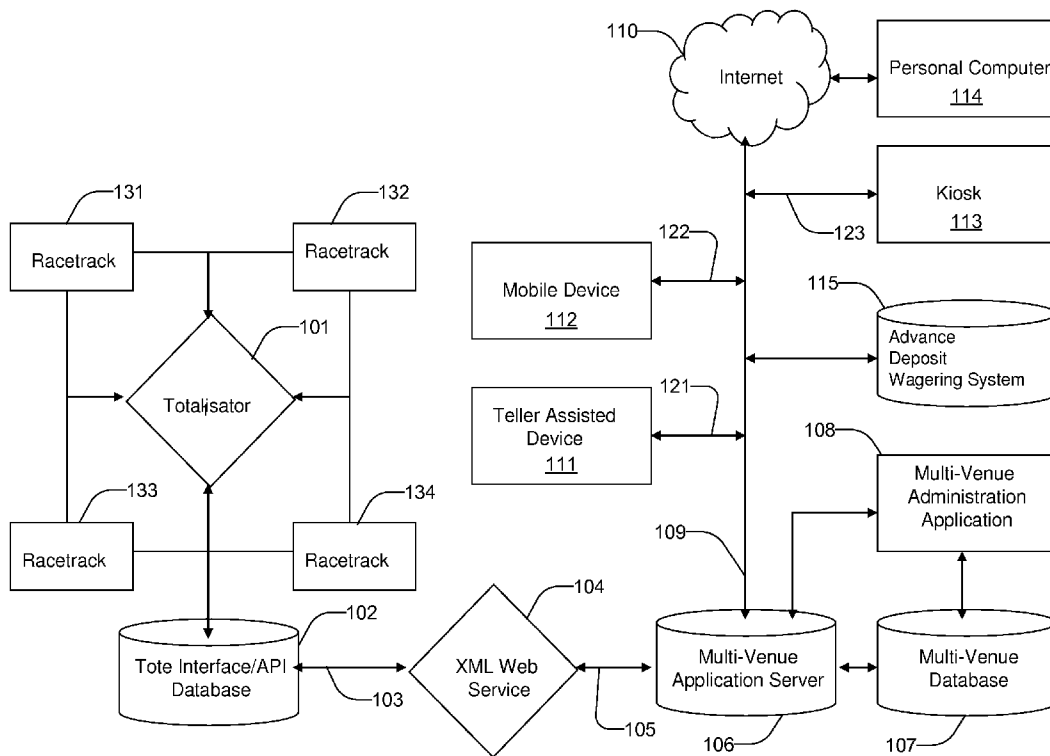 110
Internet
Personal Computer
114
131
132
Racetrack
Racetrack
Kiosk
113
123
122
Mobile Device
112
115
Advance
Deposit
Wagering System
101
Totalisator
121
Teller Assisted
Device
111
108
Multi-Venue
Administration
Application
133
134
Racetrack
Racetrack
109
104
102
Tote Interface/API
Database
103
XML Web
Service
105
Multi-Venue
Application Server
106
Multi-Venue
Database
107